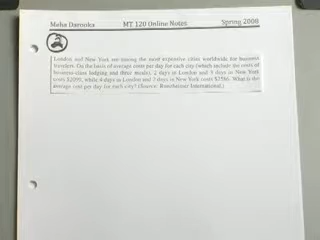 Meha Darooka MT 120 Online Notes Spring 2008
London and New York are among the most expensive cities worldwide for business
travelers. On the basis of average costs per day for each city (which include the costs of
business-class lodging and three meals), 2 days in London and 3 days in New York
costs $2090, while 4 days in London and 2 days in New York costs $2596. What is the
average cost per day for each city? (Source: Runzheimer International.)